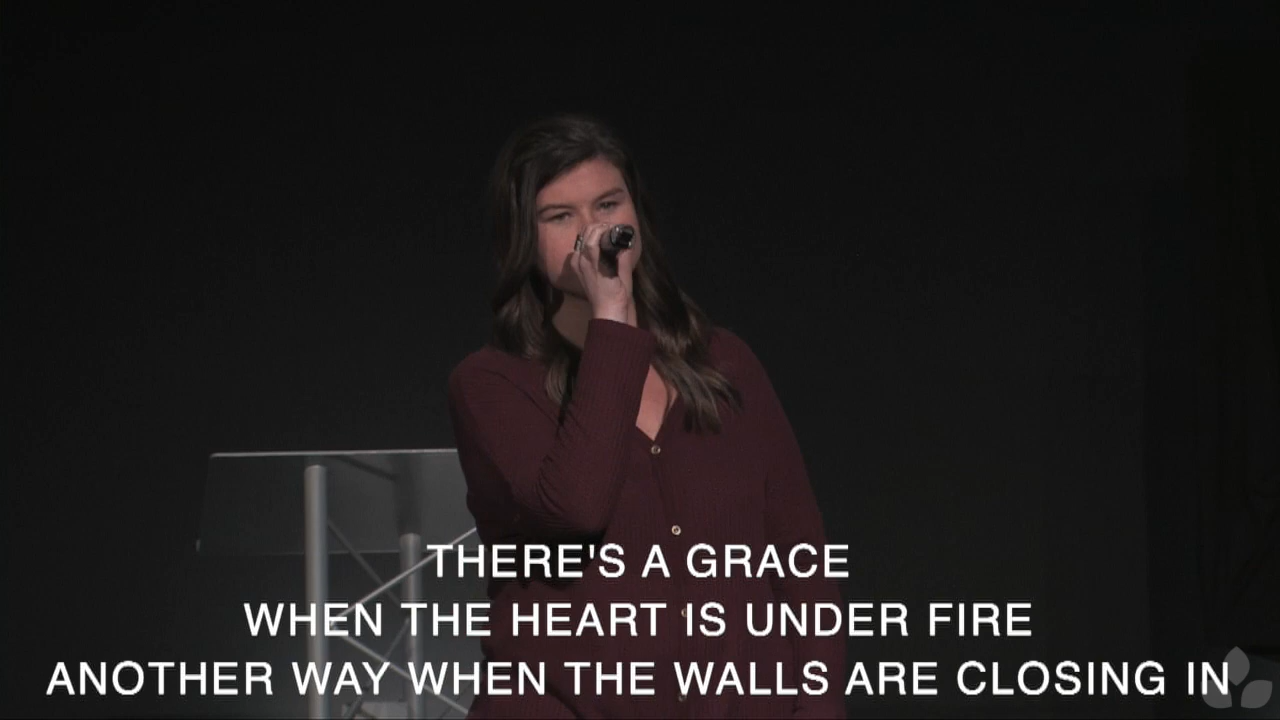 THERE'S A GRACE
WHEN THE HEART IS UNDER FIRE
ANOTHER WAY WHEN THE WALLS ARE CLOSING IN